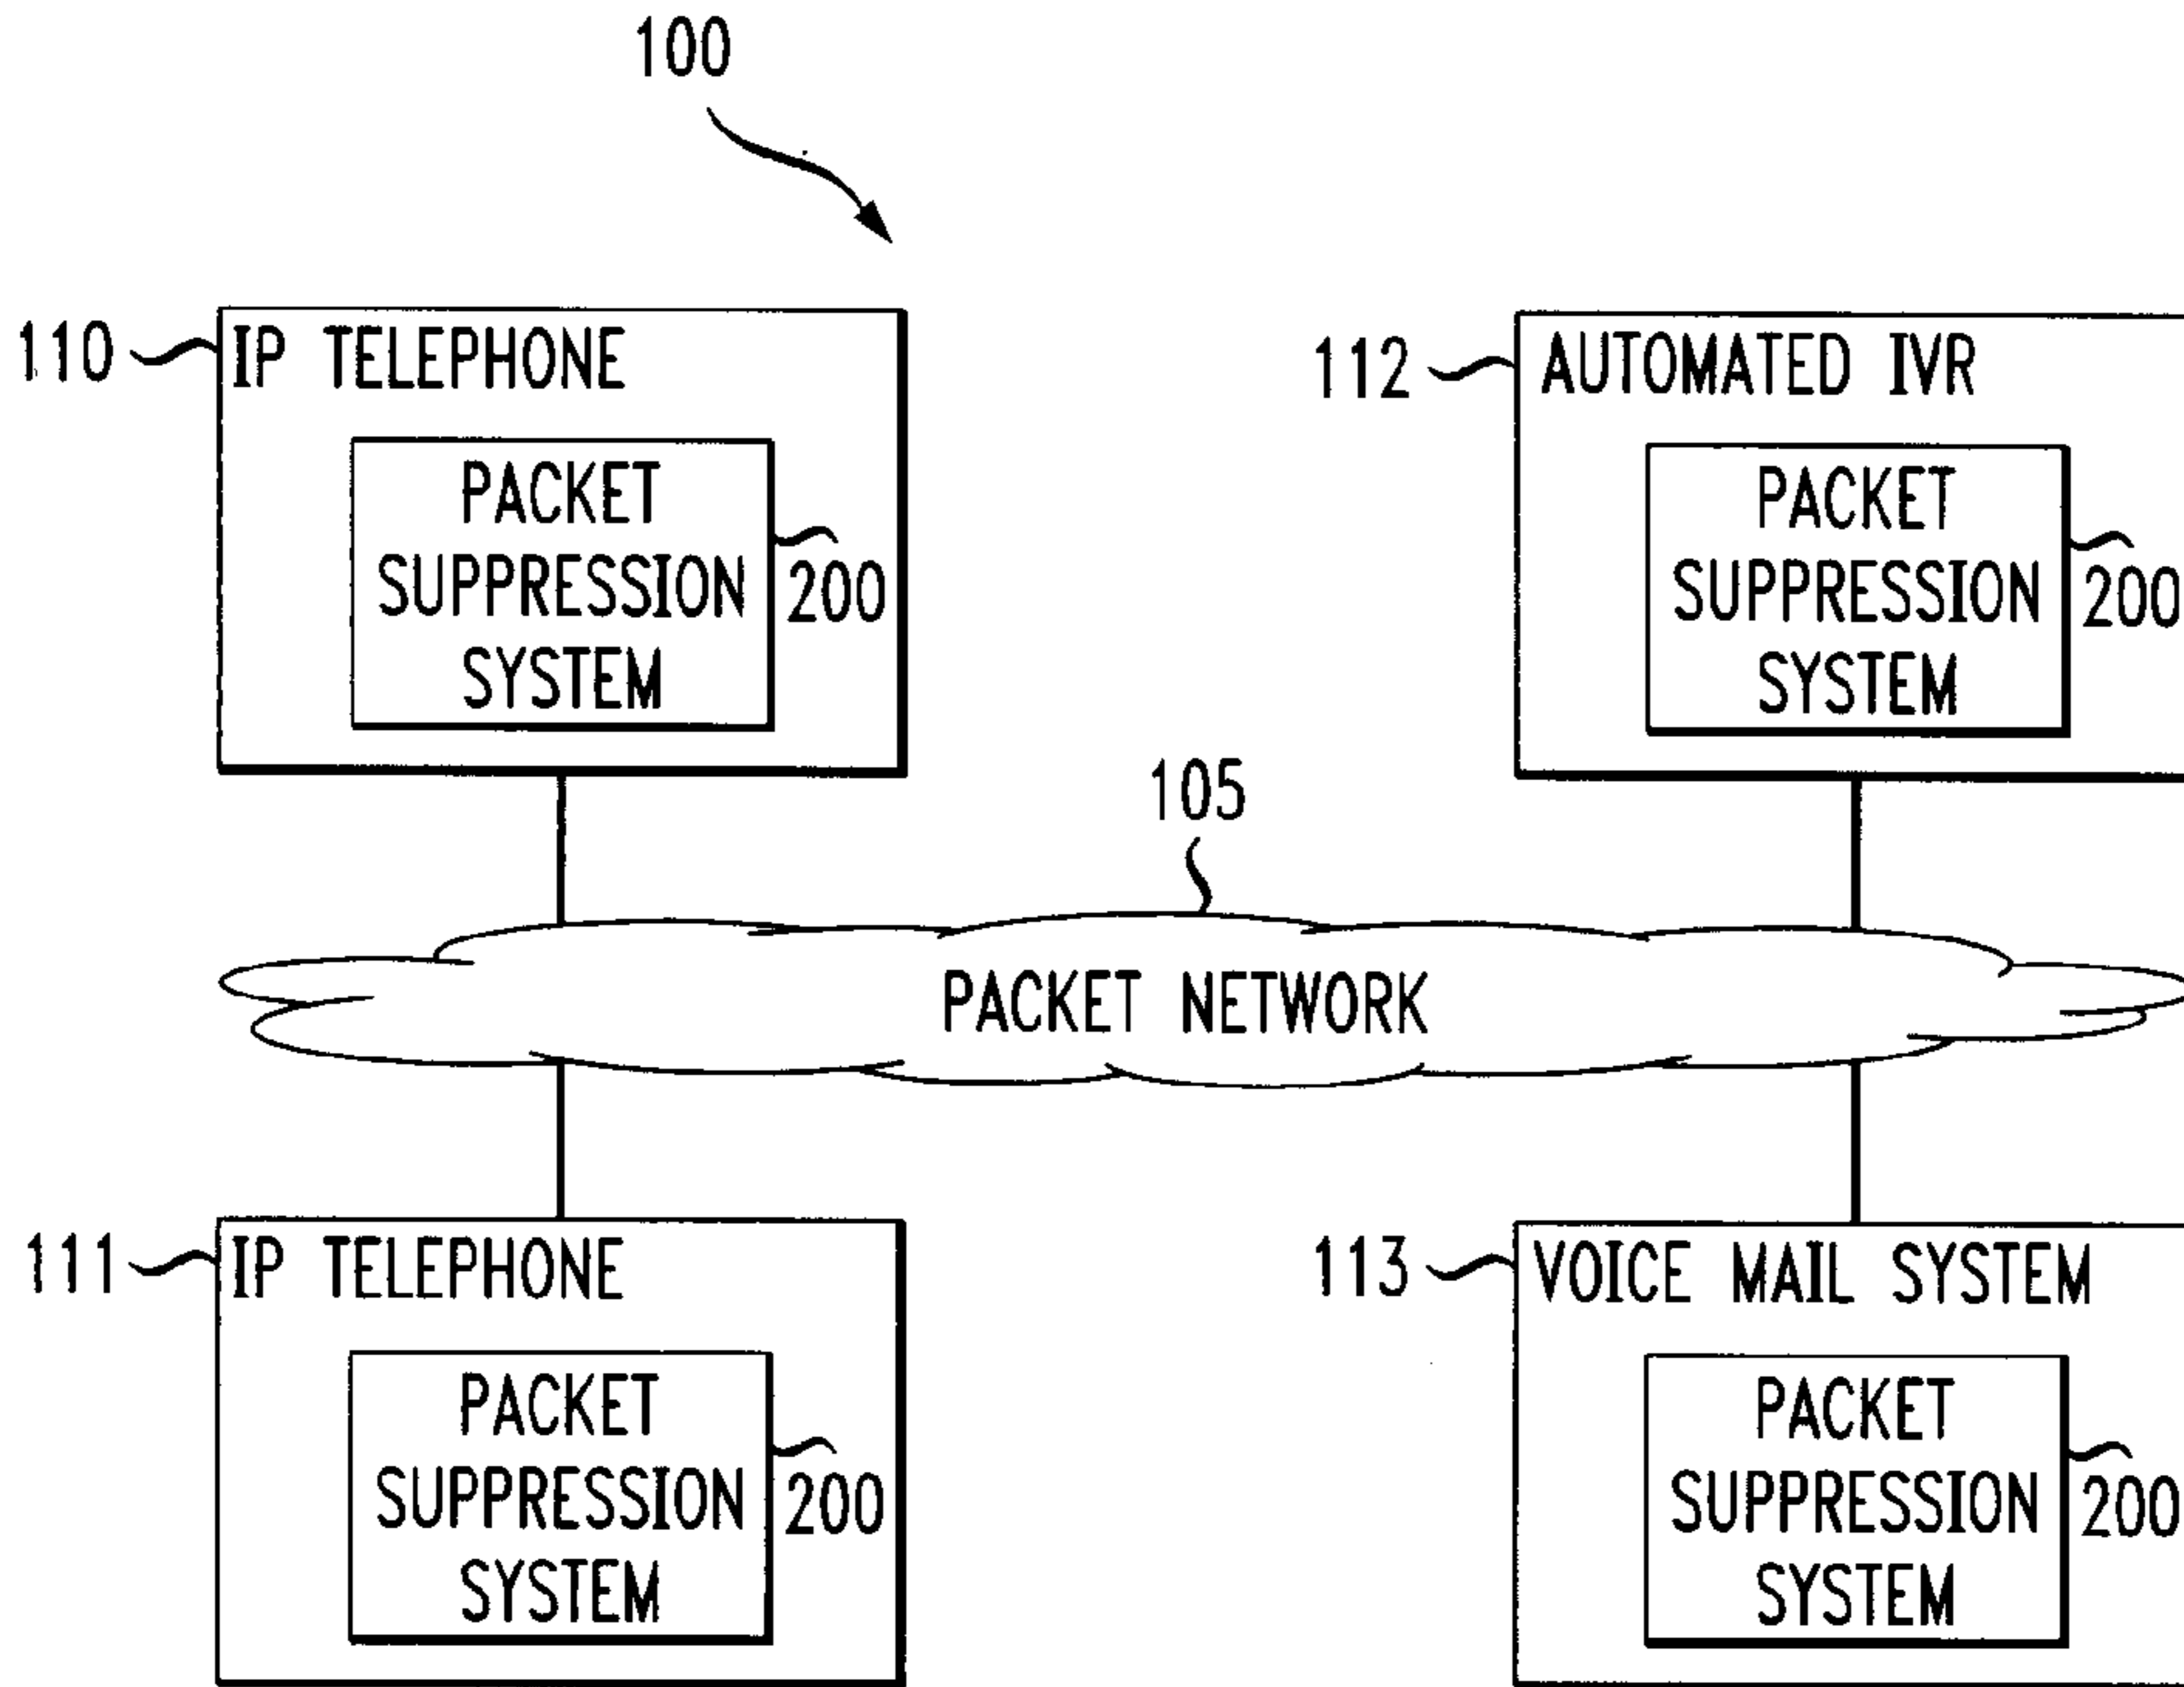 100
110
IP TELEPHONE
PACKET
SUPPRESSION
SYSTEM
200
112
AUTOMATED IVR
PACKET
SUPPRESSION
SYSTEM
200
105
PACKET NETWORK
111
IP TELEPHONE
PACKET
SUPPRESSION
SYSTEM
200
113
VOICE MAIL SYSTEM
PACKET
SUPPRESSION
SYSTEM
200